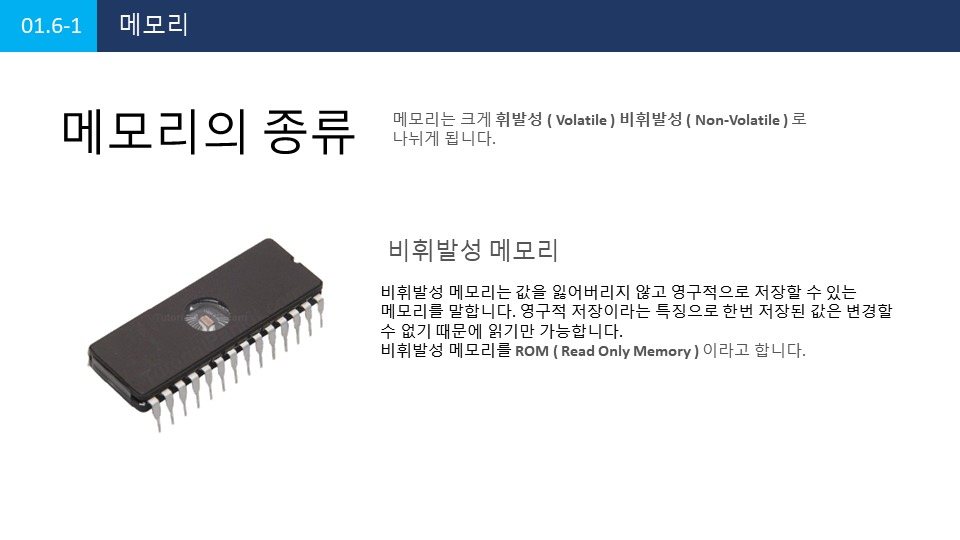 01.6-1 메모리
메모리의 종류
메모리는 크게 휘발성 ( Volatile ) 비휘발성 ( Non-Volatile ) 로
나뉘게 됩니다.
비휘발성 메모리
비휘발성 메모리는 값을 잃어버리지 않고 영구적으로 저장할 수 있는
메모리를 말합니다. 영구적 저장이라는 특징으로 한번 저장된 값은 변경할
수 없기 때문에 읽기만 가능합니다.
비휘발성 메모리를 ROM ( Read Only Memory ) 이라고 합니다.